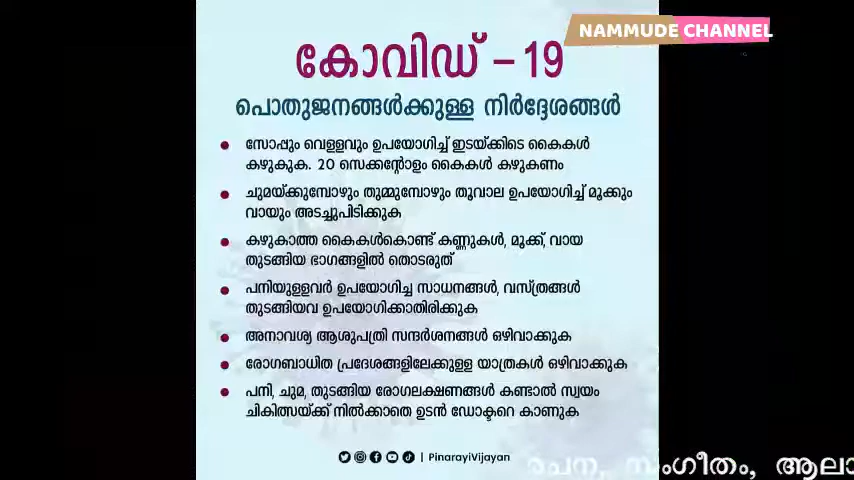 NAMMUDE CHANNEL
കോവിഡ് – 19
പൊതുജനങ്ങൾക്കുള്ള നിർദ്ദേശങ്ങൾ
• സോപ്പും വെള്ളവും ഉപയോഗിച്ച് ഇടയ്ക്കിടെ കൈകൾ
കഴുകുക. 20 സെക്കന്റോളം കൈകൾ കഴുകണം
• ചുമയ്ക്കുമ്പോഴും തുമ്മുമ്പോഴും തൂവാല ഉപയോഗിച്ച് മൂക്കും
വായും അടച്ചുപിടിക്കുക
• കഴുകാത്ത കൈകൾകൊണ്ട് കണ്ണുകൾ, മൂക്ക്, വായ
തുടങ്ങിയ ഭാഗങ്ങളിൽ തൊടരുത്
• പനിയുള്ളവർ ഉപയോഗിച്ച സാധനങ്ങൾ, വസ്ത്രങ്ങൾ
തുടങ്ങിയവ ഉപയോഗിക്കാതിരിക്കുക
• അനാവശ്യ ആശുപത്രി സന്ദർശനങ്ങൾ ഒഴിവാക്കുക
• രോഗബാധിത പ്രദേശങ്ങളിലേക്കുള്ള യാത്രകൾ ഒഴിവാക്കുക
• പനി, ചുമ, തുടങ്ങിയ രോഗലക്ഷണങ്ങൾ കണ്ടാൽ സ്വയം
ചികിത്സയ്ക്ക് നിൽക്കാതെ ഉടൻ ഡോക്ടറെ കാണുക
| PinarayiVijayan
രചന, സംഗീതം, ആലാ